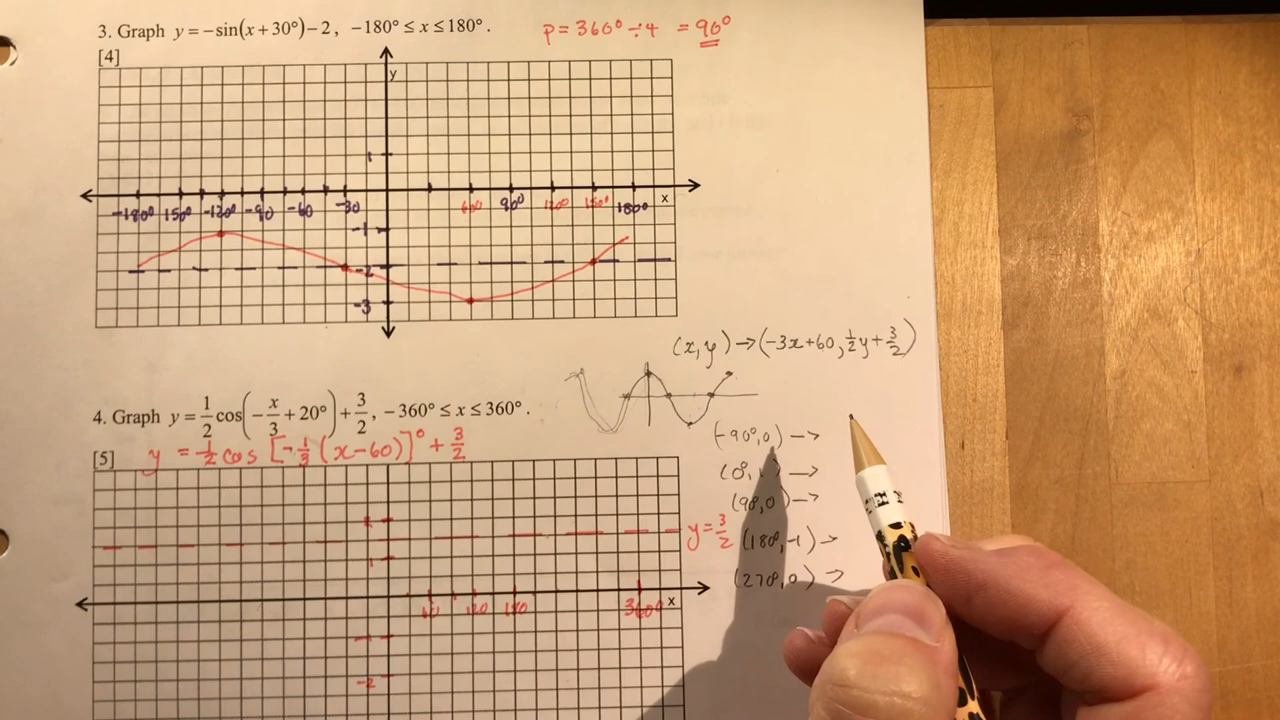 3. Graph y = −sin(x + 30°) − 2, −180° ≤ x ≤ 180°.
P = 360° ÷ 4 = 90°
[4]
y
1
-180° 150° -120° -90 -60 -30 60 90° 120 150° 180° x
-1
-2
-3
(x, y) → (-3x+60, 1/2 y + 3/2)
4. Graph y = 1/2 cos(−x/3 + 20°) + 3/2, −360° ≤ x ≤ 360°.
y = 1/2 cos [-1/3 (x-60)]° + 3/2
[5]
(-90°, 0) →
(0°, 1) →
(90, 0) →
(180°, -1) →
(270, 0) →
y = 3/2
1
60 120 180 360° x
-2